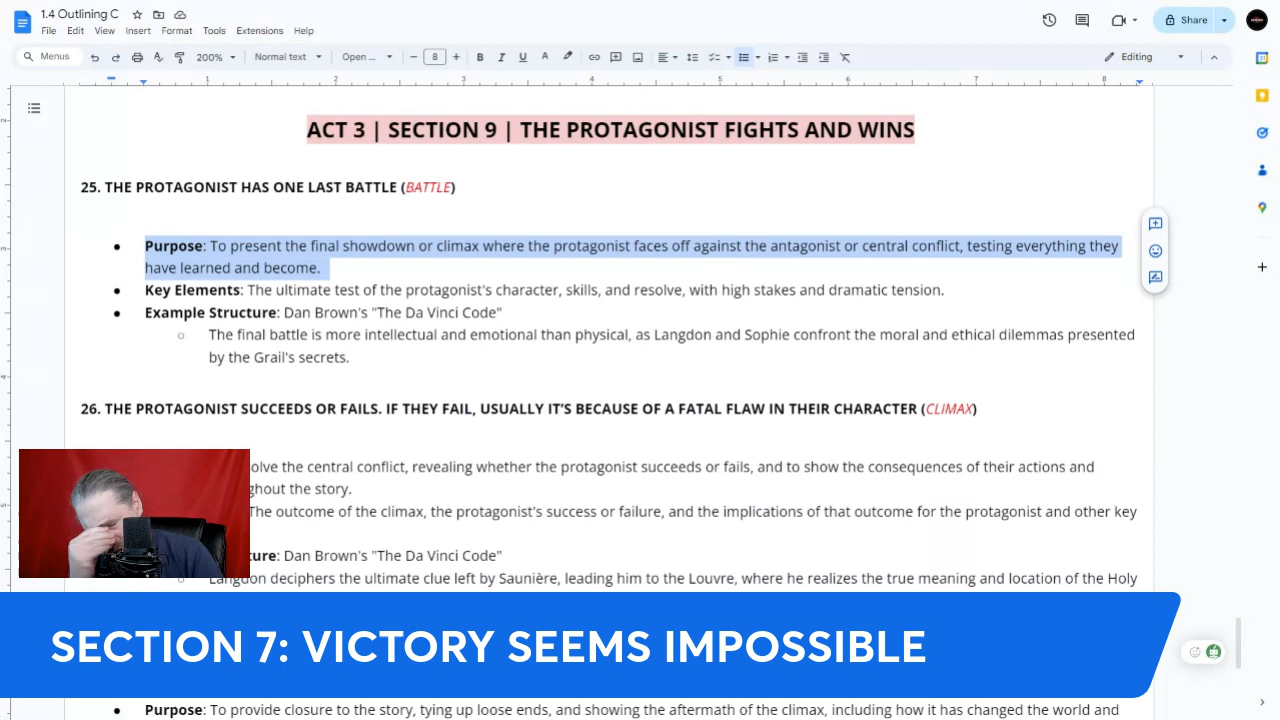 1.4 Outlining C
File Edit View Insert Format Tools Extensions Help
Share
Menus
200%
Normal text
Open ...
8
Editing
1 2 3 4 5 6 7 8
ACT 3 | SECTION 9 | THE PROTAGONIST FIGHTS AND WINS
25. THE PROTAGONIST HAS ONE LAST BATTLE (BATTLE)
● Purpose: To present the final showdown or climax where the protagonist faces off against the antagonist or central conflict, testing everything they
have learned and become.
● Key Elements: The ultimate test of the protagonist's character, skills, and resolve, with high stakes and dramatic tension.
● Example Structure: Dan Brown's "The Da Vinci Code"
○ The final battle is more intellectual and emotional than physical, as Langdon and Sophie confront the moral and ethical dilemmas presented
by the Grail's secrets.
26. THE PROTAGONIST SUCCEEDS OR FAILS. IF THEY FAIL, USUALLY IT'S BECAUSE OF A FATAL FLAW IN THEIR CHARACTER (CLIMAX)
olve the central conflict, revealing whether the protagonist succeeds or fails, and to show the consequences of their actions and
ghout the story.
The outcome of the climax, the protagonist's success or failure, and the implications of that outcome for the protagonist and other key
ture: Dan Brown's "The Da Vinci Code"
○ Langdon deciphers the ultimate clue left by Saunière, leading him to the Louvre, where he realizes the true meaning and location of the Holy
SECTION 7: VICTORY SEEMS IMPOSSIBLE
● Purpose: To provide closure to the story, tying up loose ends, and showing the aftermath of the climax, including how it has changed the world and